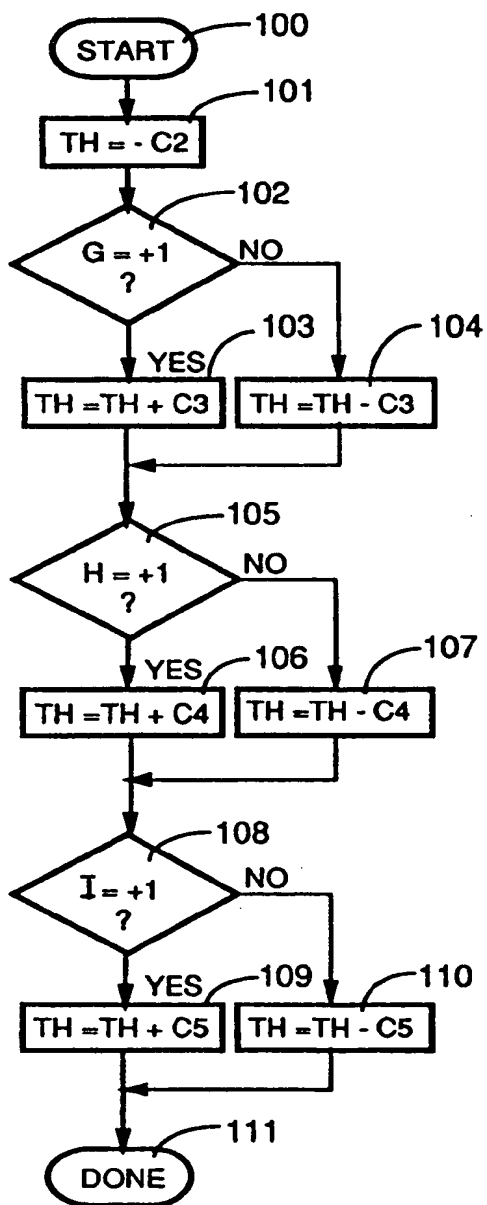 100
START
101
TH = - C2
102
G = +1
?
NO
103
104
YES
TH =TH + C3
TH =TH - C3
105
H = +1
?
NO
106
107
YES
TH =TH + C4
TH =TH - C4
108
I = +1
?
NO
109
110
YES
TH =TH + C5
TH =TH - C5
111
DONE